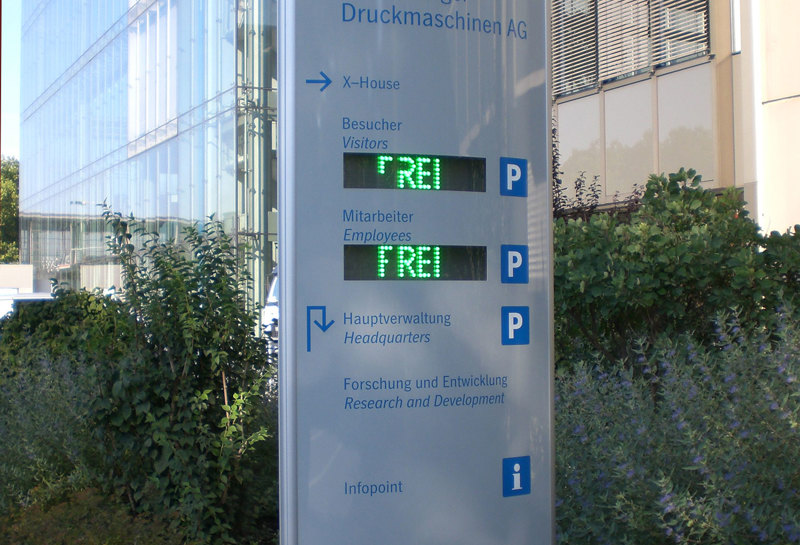 Druckmaschinen AG
X–House
Besucher
Visitors
FREI
P
Mitarbeiter
Employees
FREI
P
Hauptverwaltung
P
Headquarters
Forschung und Entwicklung
Research and Development
Infopoint
i